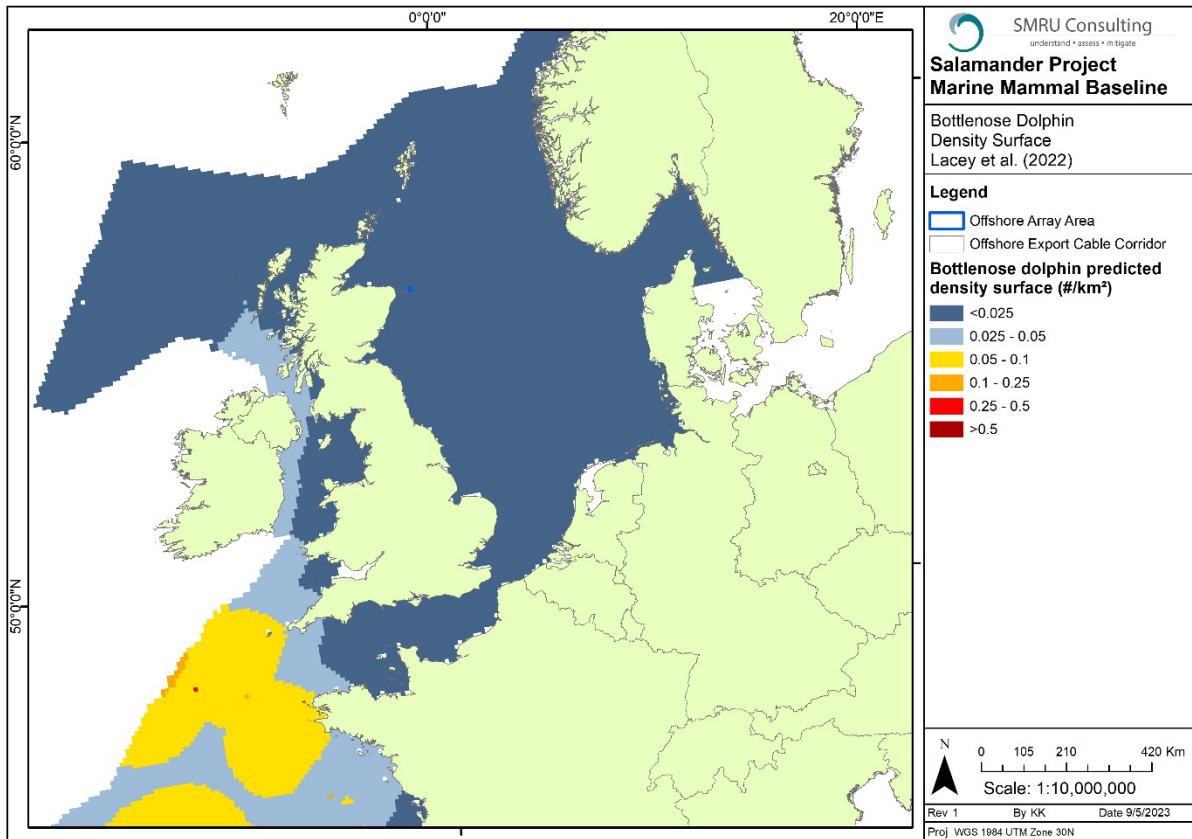 0°0'0"
20°0'0"E
60°0'0"N
50°0'0"N
SMRU Consulting
understand • assess • mitigate
Salamander Project
Marine Mammal Baseline
Bottlenose Dolphin
Density Surface
Lacey et al. (2022)
Legend
Offshore Array Area
Offshore Export Cable Corridor
Bottlenose dolphin predicted
density surface (#/km²)
<0.025
0.025 - 0.05
0.05 - 0.1
0.1 - 0.25
0.25 - 0.5
>0.5
N
0 105 210 420 Km
Scale: 1:10,000,000
Rev 1 By KK Date 9/5/2023
Proj WGS 1984 UTM Zone 30N